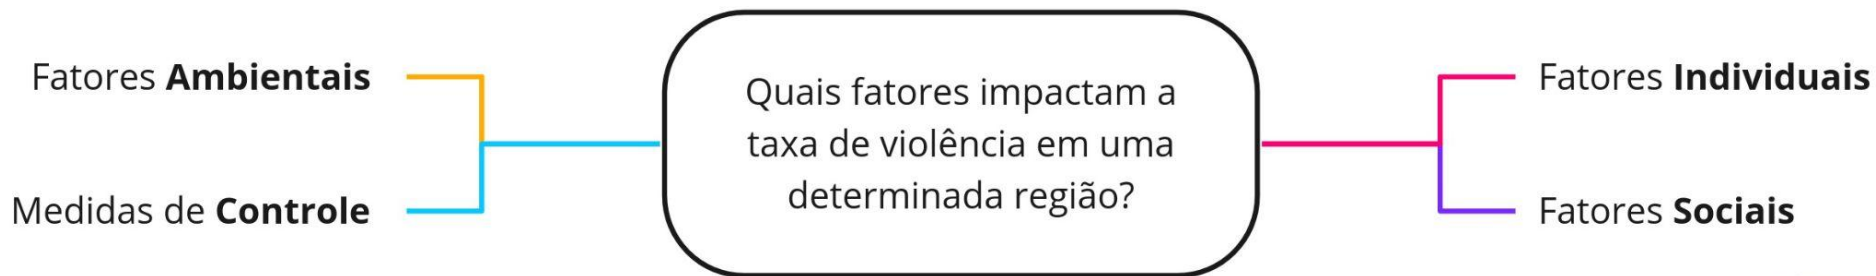 Fatores Ambientais
Medidas de Controle
Quais fatores impactam a
taxa de violência em uma
determinada região?
Fatores Individuais
Fatores Sociais